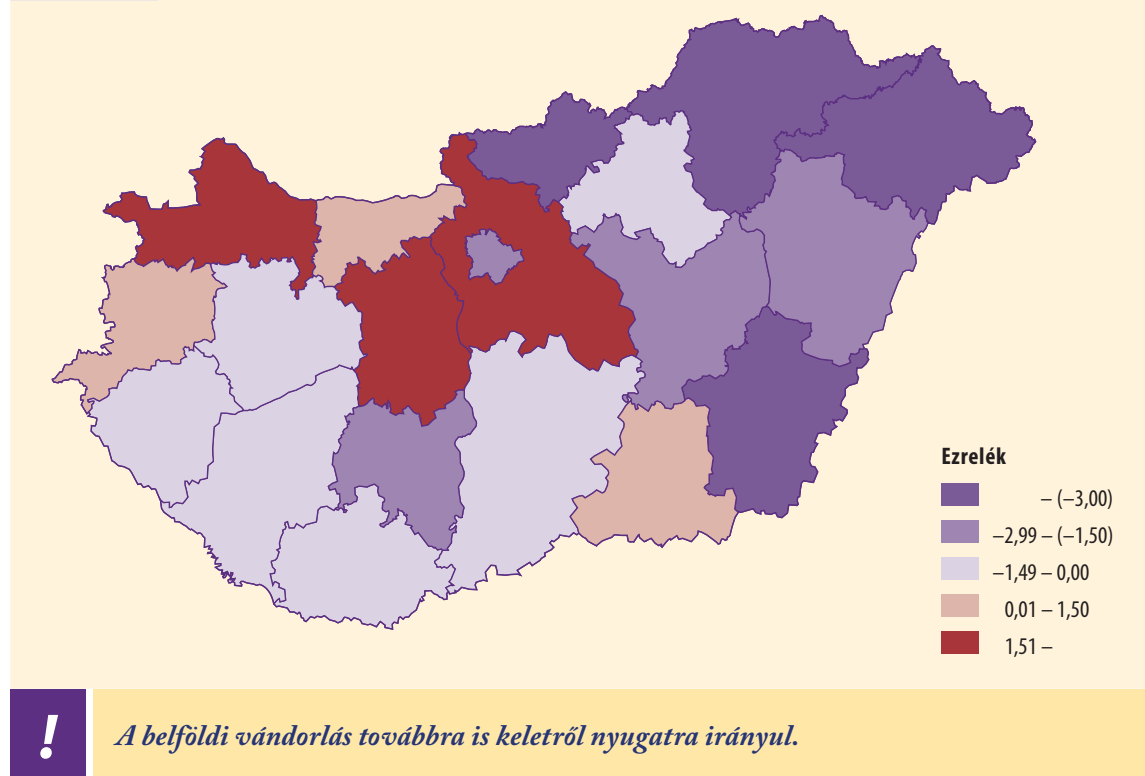 Ezrelék
– (–3,00)
–2,99 – (–1,50)
–1,49 – 0,00
0,01 – 1,50
1,51 –
!
A belföldi vándorlás továbbra is keletről nyugatra irányul.